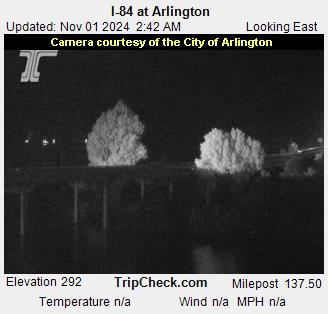 I-84 at Arlington
Updated: Nov 01 2024 2:42 AM Looking East
Camera courtesy of the City of Arlington
Elevation 292 TripCheck.com Milepost 137.50
Temperature n/a Wind n/a MPH n/a